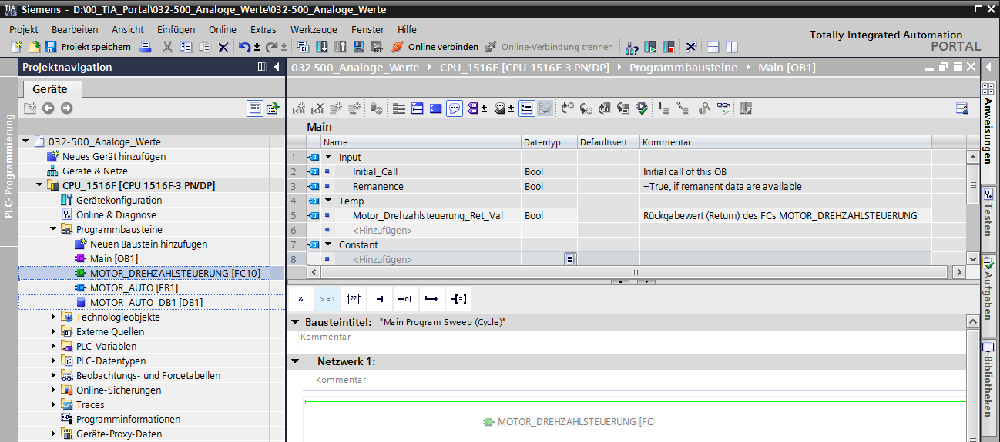 TIA V13 Siemens - D:\00_TIA_Portal\032-500_Analoge_Werte\032-500_Analoge_Werte
Projekt Bearbeiten Ansicht Einfügen Online Extras Werkzeuge Fenster Hilfe
Totally Integrated Automation
PORTAL
Projekt speichern Online verbinden Online-Verbindung trennen
PLC- Programmierung
Projektnavigation
Geräte
032-500_Analoge_Werte
Neues Gerät hinzufügen
Geräte & Netze
CPU_1516F [CPU 1516F-3 PN/DP]
Gerätekonfiguration
Online & Diagnose
Programmbausteine
Neuen Baustein hinzufügen
Main [OB1]
MOTOR_DREHZAHLSTEUERUNG [FC10]
MOTOR_AUTO [FB1]
MOTOR_AUTO_DB1 [DB1]
Technologieobjekte
Externe Quellen
PLC-Variablen
PLC-Datentypen
Beobachtungs- und Forcetabellen
Online-Sicherungen
Traces
Programminformationen
Geräte-Proxy-Daten
032-500_Analoge_Werte CPU_1516F [CPU 1516F-3 PN/DP] Programmbausteine Main [OB1]
Main
Name Datentyp Defaultwert Kommentar
1 Input
2 Initial_Call Bool Initial call of this OB
3 Remanence Bool =True, if remanent data are available
4 Temp
5 Motor_Drehzahlsteuerung_Ret_Val Bool Rückgabewert (Return) des FCs MOTOR_DREHZAHLSTEUERUNG
6 <Hinzufügen>
7 Constant
8 <Hinzufügen>
& >=1 ??
Bausteintitel: "Main Program Sweep (Cycle)"
Kommentar
Netzwerk 1: .....
Kommentar
MOTOR_DREHZAHLSTEUERUNG [FC
Anweisungen
Testen
Aufgaben
Bibliotheken